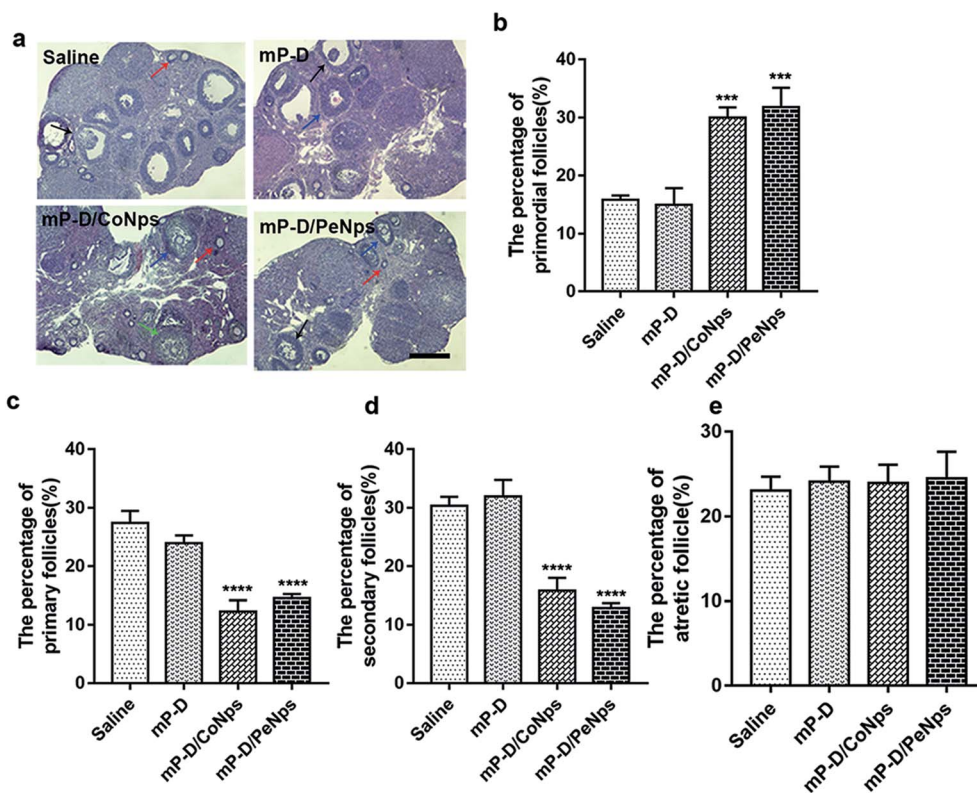 a
Saline
mP-D
mP-D/CoNps
mP-D/PeNps
b
The percentage of
primordial follicles(%)
40
30
20
10
0
***
***
Saline
mP-D
mP-D/CoNps
mP-D/PeNps
c
The percentage of
primary follicles(%)
40
30
20
10
0
****
****
Saline
mP-D
mP-D/CoNps
mP-D/PeNps
d
The percentage of
secondary follicles(%)
40
30
20
10
0
****
****
Saline
mP-D
mP-D/CoNps
mP-D/PeNps
e
The percentage of
atretic follicle(%)
30
20
10
0
Saline
mP-D
mP-D/CoNps
mP-D/PeNps